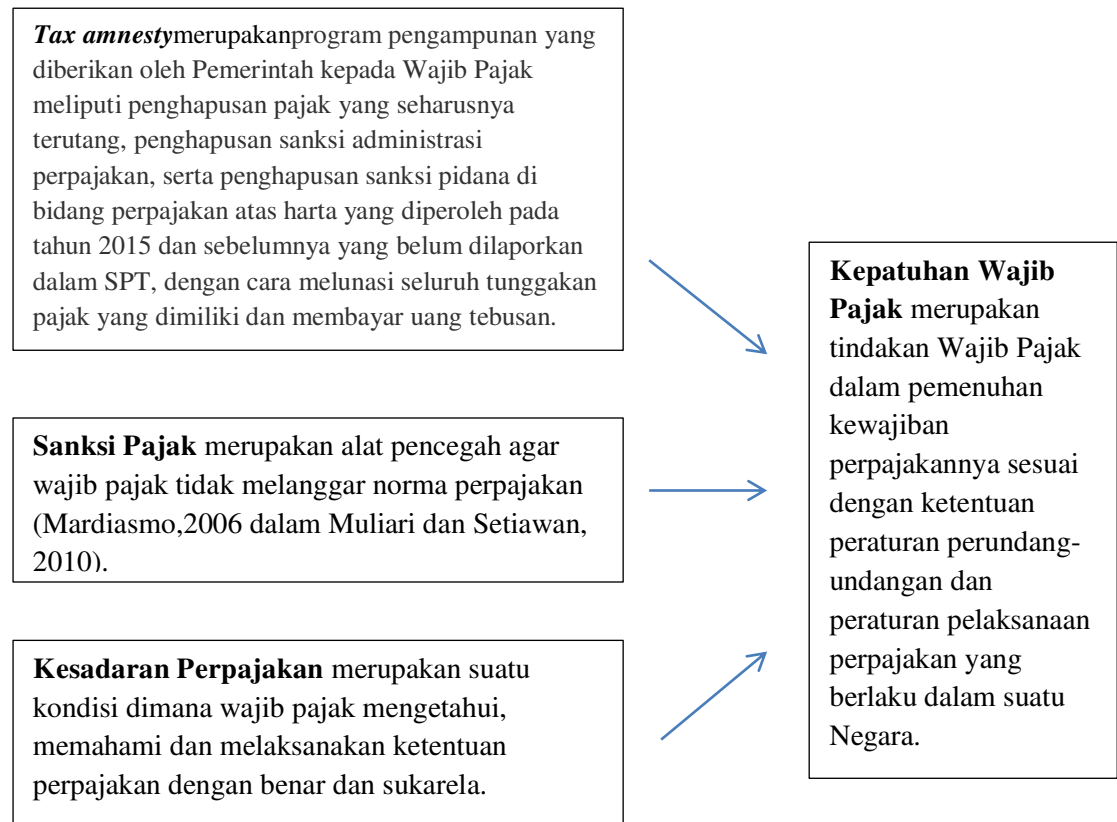 Tax amnestymerupakanprogram pengampunan yang
diberikan oleh Pemerintah kepada Wajib Pajak
meliputi penghapusan pajak yang seharusnya
terutang, penghapusan sanksi administrasi
perpajakan, serta penghapusan sanksi pidana di
bidang perpajakan atas harta yang diperoleh pada
tahun 2015 dan sebelumnya yang belum dilaporkan
dalam SPT, dengan cara melunasi seluruh tunggakan
pajak yang dimiliki dan membayar uang tebusan.
Sanksi Pajak merupakan alat pencegah agar
wajib pajak tidak melanggar norma perpajakan
(Mardiasmo,2006 dalam Muliari dan Setiawan,
2010).
Kesadaran Perpajakan merupakan suatu
kondisi dimana wajib pajak mengetahui,
memahami dan melaksanakan ketentuan
perpajakan dengan benar dan sukarela.
Kepatuhan Wajib
Pajak merupakan
tindakan Wajib Pajak
dalam pemenuhan
kewajiban
perpajakannya sesuai
dengan ketentuan
peraturan perundang-
undangan dan
peraturan pelaksanaan
perpajakan yang
berlaku dalam suatu
Negara.